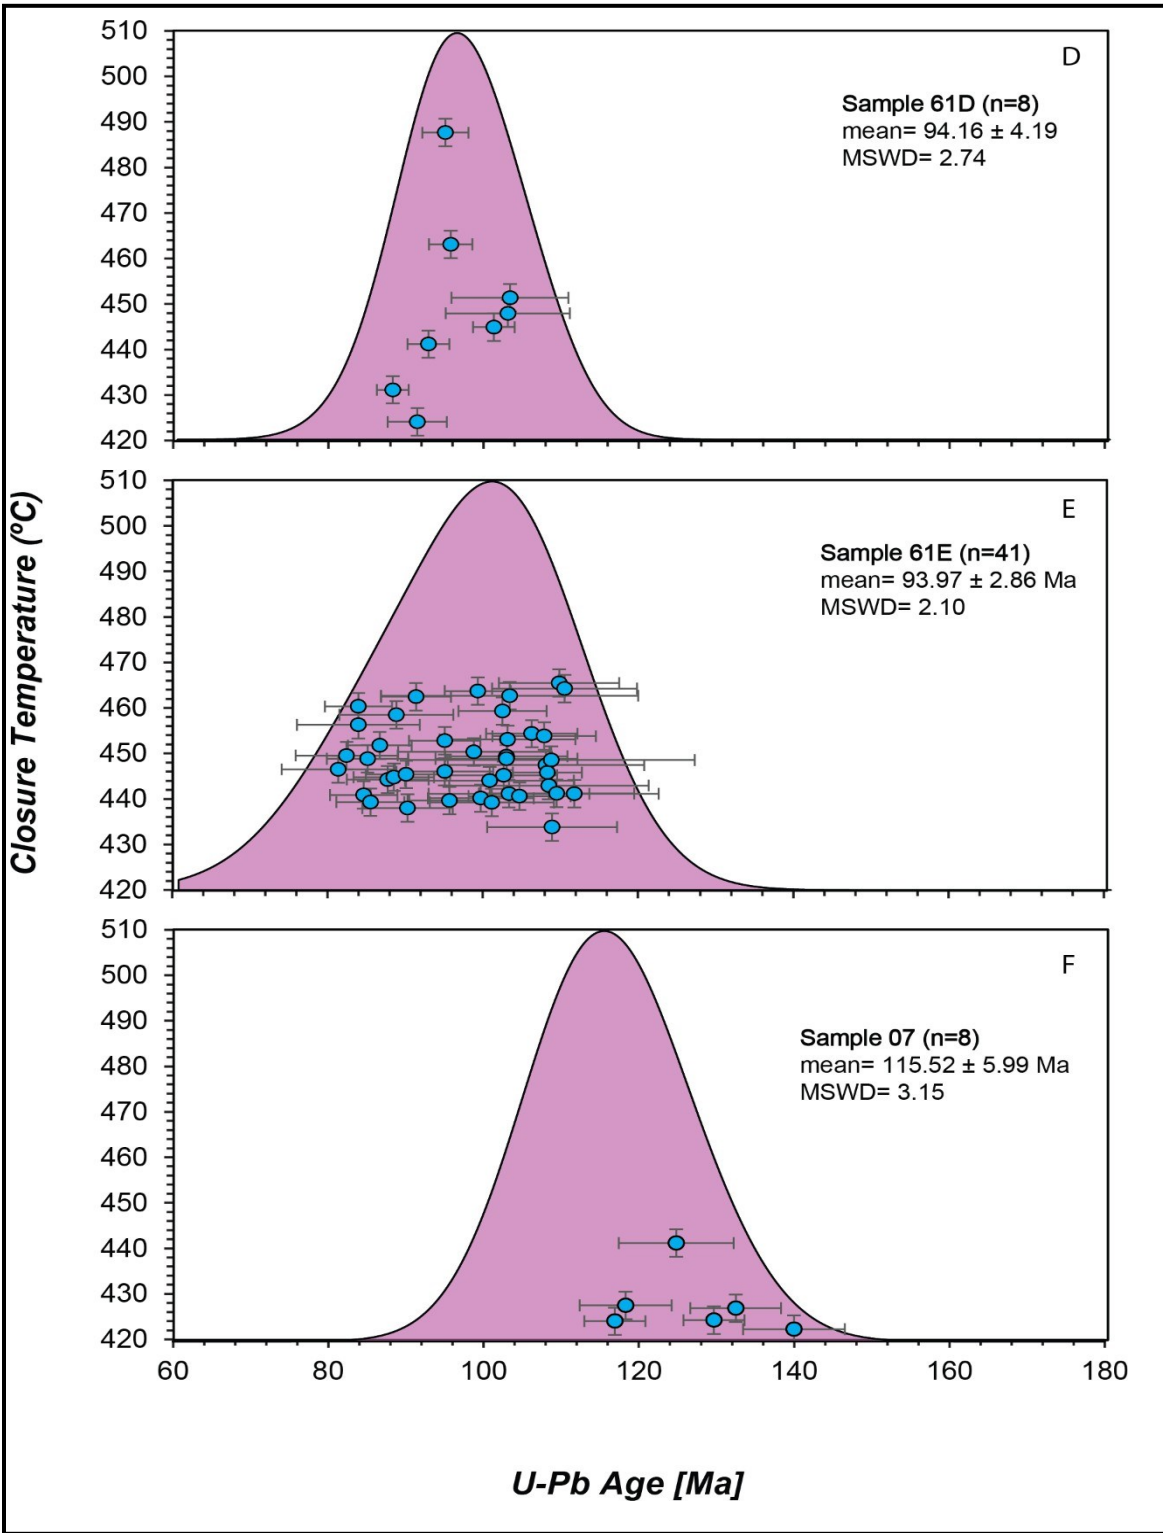 Closure Temperature (ºC)
510
500
490
480
470
460
450
440
430
420
D
Sample 61D (n=8)
mean= 94.16 ± 4.19
MSWD= 2.74
510
500
490
480
470
460
450
440
430
420
E
Sample 61E (n=41)
mean= 93.97 ± 2.86 Ma
MSWD= 2.10
510
500
490
480
470
460
450
440
430
420
F
Sample 07 (n=8)
mean= 115.52 ± 5.99 Ma
MSWD= 3.15
60 80 100 120 140 160 180
U-Pb Age [Ma]